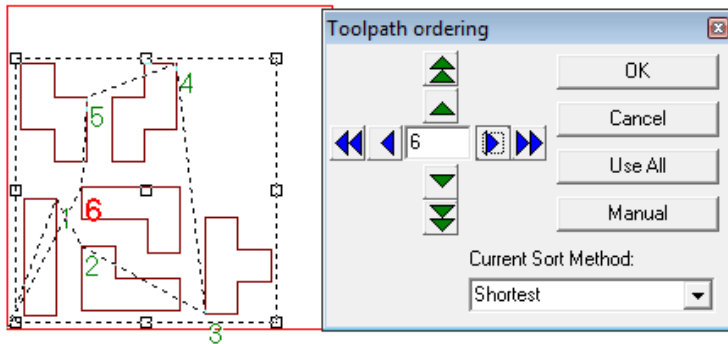 Toolpath ordering
OK
Cancel
Use All
Manual
6
Current Sort Method:
Shortest
4
5
1
6
2
3